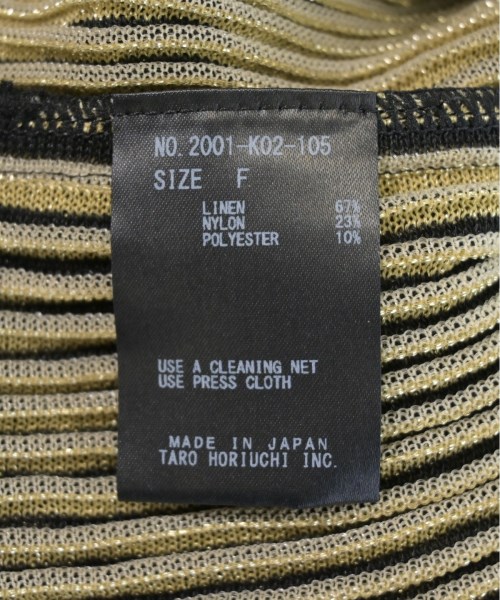 NO. 2001-K02-105
SIZE F
LINEN 67%
NYLON 23%
POLYESTER 10%
USE A CLEANING NET
USE PRESS CLOTH
MADE IN JAPAN
TARO HORIUCHI INC.